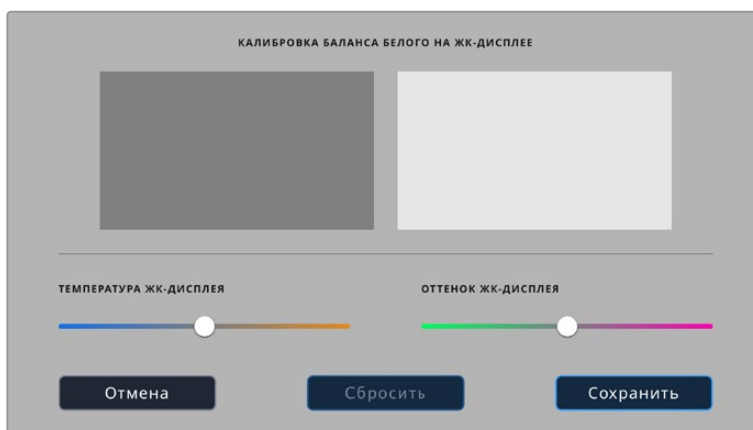 КАЛИБРОВКА БАЛАНСА БЕЛОГО НА ЖК-ДИСПЛЕЕ
ТЕМПЕРАТУРА ЖК-ДИСПЛЕЯ
ОТТЕНОК ЖК-ДИСПЛЕЯ
Отмена
Сбросить
Сохранить